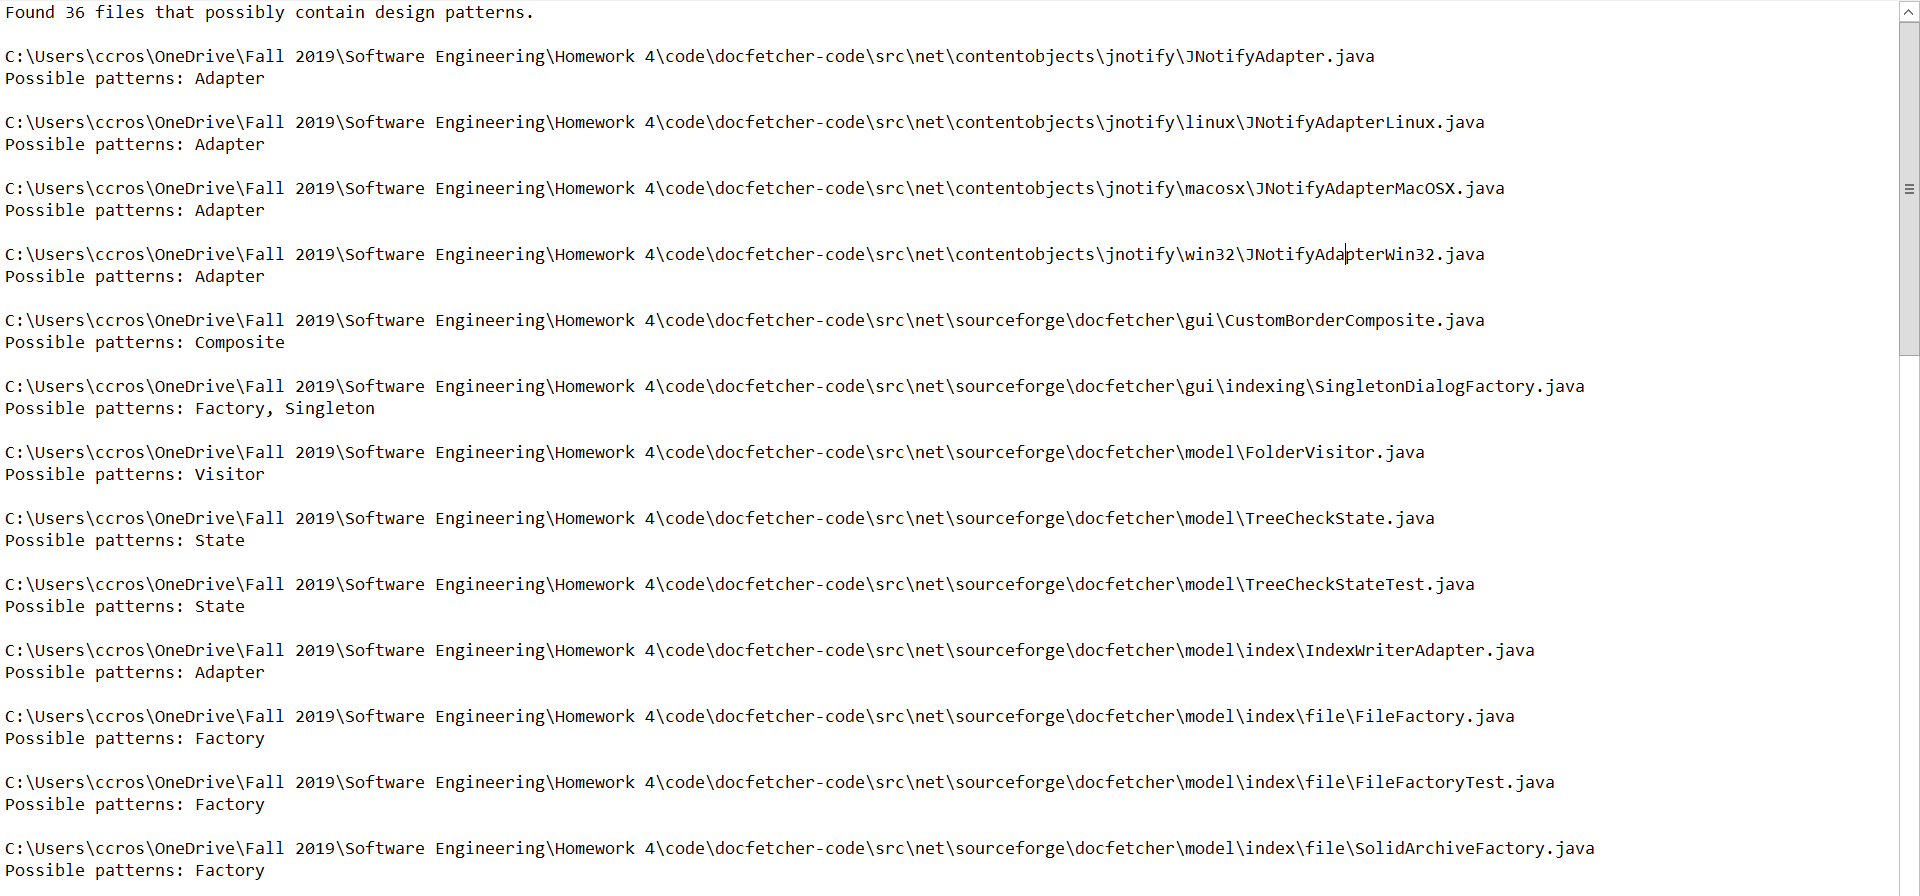 Found 36 files that possibly contain design patterns.
C:\Users\ccros\OneDrive\Fall 2019\Software Engineering\Homework 4\code\docfetcher-code\src\net\contentobjects\jnotify\JNotifyAdapter.java
Possible patterns: Adapter
C:\Users\ccros\OneDrive\Fall 2019\Software Engineering\Homework 4\code\docfetcher-code\src\net\contentobjects\jnotify\linux\JNotifyAdapterLinux.java
Possible patterns: Adapter
C:\Users\ccros\OneDrive\Fall 2019\Software Engineering\Homework 4\code\docfetcher-code\src\net\contentobjects\jnotify\macosx\JNotifyAdapterMacOSX.java
Possible patterns: Adapter
C:\Users\ccros\OneDrive\Fall 2019\Software Engineering\Homework 4\code\docfetcher-code\src\net\contentobjects\jnotify\win32\JNotifyAdapterWin32.java
Possible patterns: Adapter
C:\Users\ccros\OneDrive\Fall 2019\Software Engineering\Homework 4\code\docfetcher-code\src\net\sourceforge\docfetcher\gui\CustomBorderComposite.java
Possible patterns: Composite
C:\Users\ccros\OneDrive\Fall 2019\Software Engineering\Homework 4\code\docfetcher-code\src\net\sourceforge\docfetcher\gui\indexing\SingletonDialogFactory.java
Possible patterns: Factory, Singleton
C:\Users\ccros\OneDrive\Fall 2019\Software Engineering\Homework 4\code\docfetcher-code\src\net\sourceforge\docfetcher\model\FolderVisitor.java
Possible patterns: Visitor
C:\Users\ccros\OneDrive\Fall 2019\Software Engineering\Homework 4\code\docfetcher-code\src\net\sourceforge\docfetcher\model\TreeCheckState.java
Possible patterns: State
C:\Users\ccros\OneDrive\Fall 2019\Software Engineering\Homework 4\code\docfetcher-code\src\net\sourceforge\docfetcher\model\TreeCheckStateTest.java
Possible patterns: State
C:\Users\ccros\OneDrive\Fall 2019\Software Engineering\Homework 4\code\docfetcher-code\src\net\sourceforge\docfetcher\model\index\IndexWriterAdapter.java
Possible patterns: Adapter
C:\Users\ccros\OneDrive\Fall 2019\Software Engineering\Homework 4\code\docfetcher-code\src\net\sourceforge\docfetcher\model\index\file\FileFactory.java
Possible patterns: Factory
C:\Users\ccros\OneDrive\Fall 2019\Software Engineering\Homework 4\code\docfetcher-code\src\net\sourceforge\docfetcher\model\index\file\FileFactoryTest.java
Possible patterns: Factory
C:\Users\ccros\OneDrive\Fall 2019\Software Engineering\Homework 4\code\docfetcher-code\src\net\sourceforge\docfetcher\model\index\file\SolidArchiveFactory.java
Possible patterns: Factory